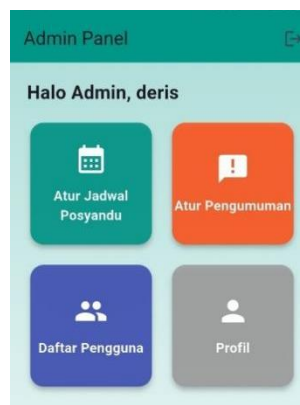 Admin Panel
Halo Admin, deris
Atur Jadwal
Posyandu
Atur Pengumuman
Daftar Pengguna
Profil